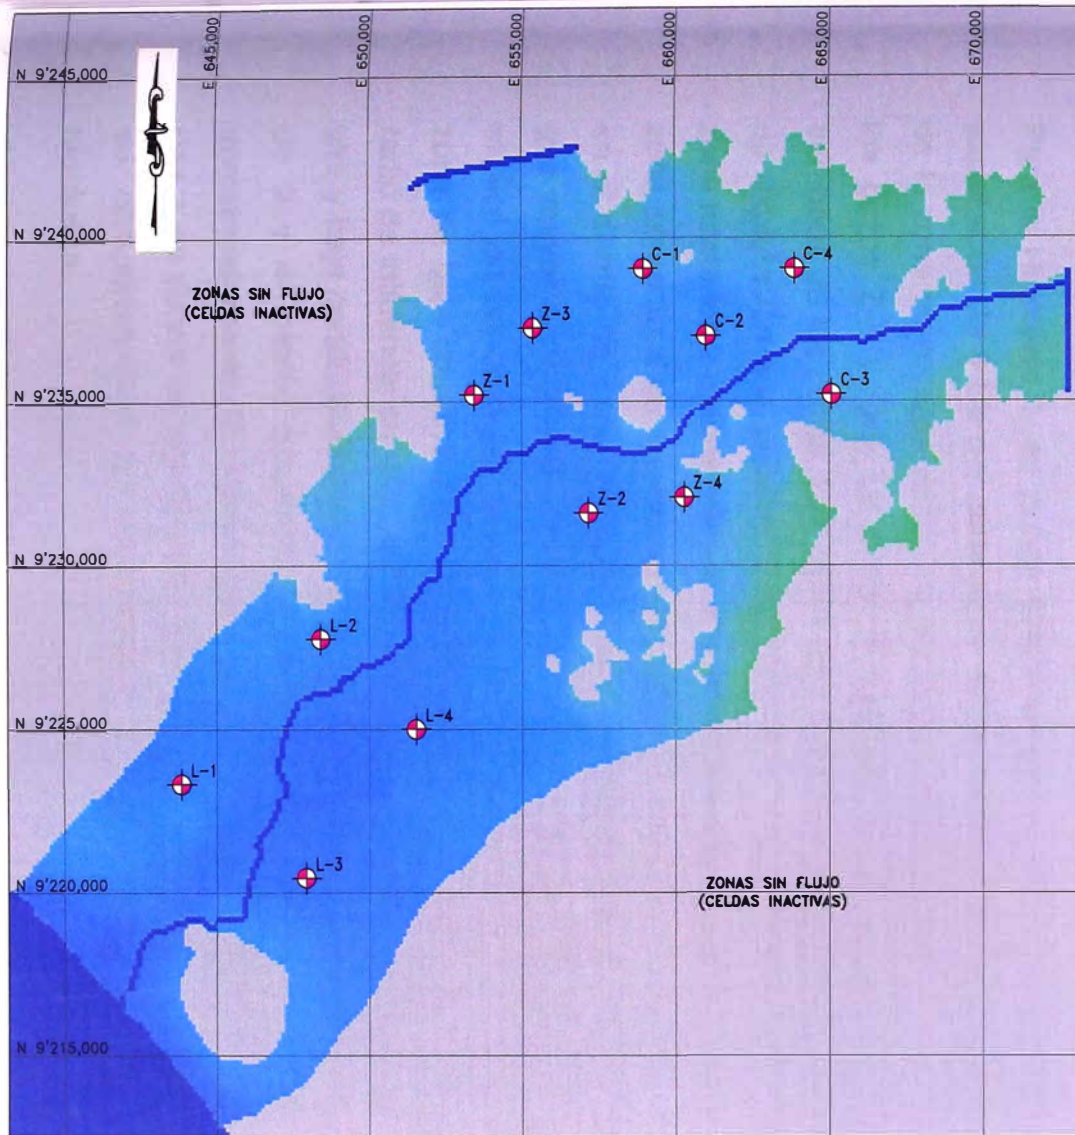 E 645,000
E 650,000
E 655,000
E 660,000
E 665,000
E 670,000
N 9'245,000
N 9'240,000
C-1
C-4
ZONAS SIN FLUJO
(CELDAS INACTIVAS)
Z-3
C-2
Z-1
C-3
N 9'235,000
Z-2
Z-4
N 9'230,000
L-2
L-4
N 9'225,000
L-1
L-3
N 9'220,000
ZONAS SIN FLUJO
(CELDAS INACTIVAS)
N 9'215,000